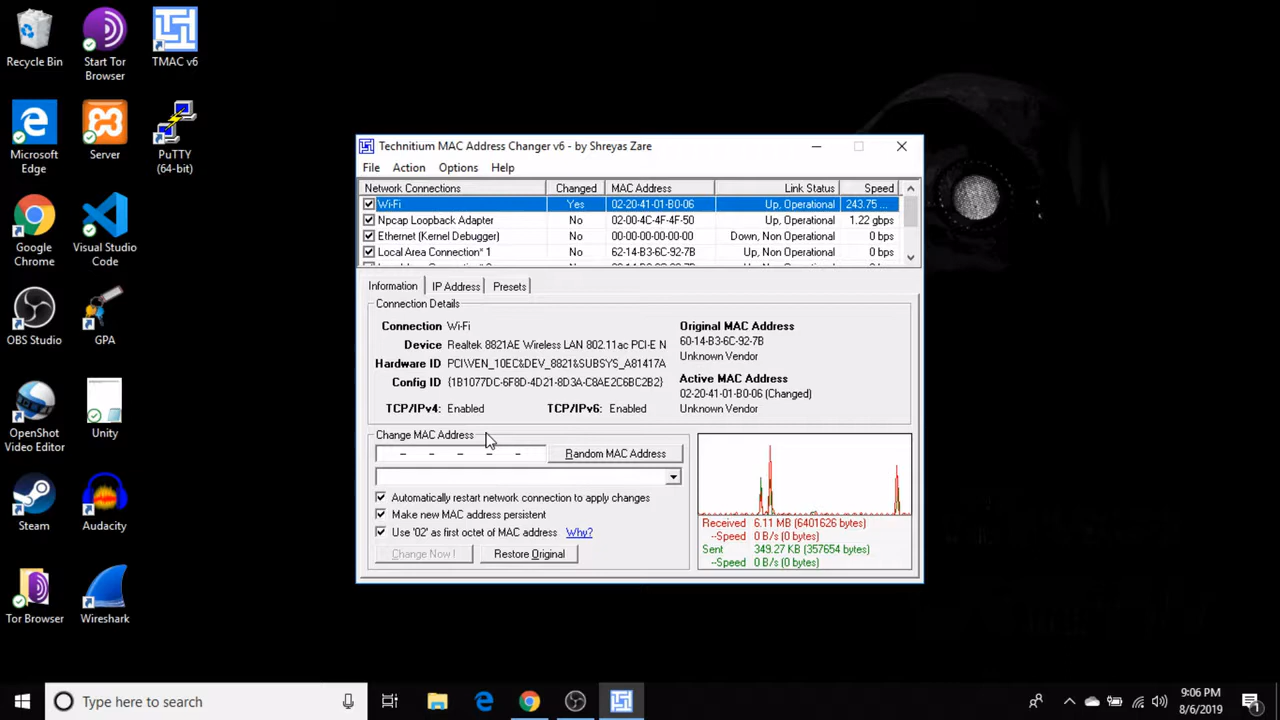 Recycle Bin
Start Tor
Browser
TMAC v6
Microsoft
Edge
Server
PuTTY
(64-bit)
Google
Chrome
Visual Studio
Code
OBS Studio
GPA
OpenShot
Video Editor
Unity
Steam
Audacity
Tor Browser
Wireshark
Technitium MAC Address Changer v6 - by Shreyas Zare
File Action Options Help
Network Connections Changed MAC Address Link Status Speed
Wi-Fi Yes 02-20-41-01-B0-06 Up, Operational 243.75 ...
Npcap Loopback Adapter No 02-00-4C-4F-4F-50 Up, Operational 1.22 gbps
Ethernet (Kernel Debugger) No 00-00-00-00-00-00 Down, Non Operational 0 bps
Local Area Connection* 1 No 62-14-B3-6C-92-7B Up, Non Operational 0 bps
Information IP Address Presets
Connection Details
Connection Wi-Fi
Device Realtek 8821AE Wireless LAN 802.11ac PCI-E N
Hardware ID PCI\VEN_10EC&DEV_8821&SUBSYS_A81417A
Config ID {1B1077DC-6F8D-4D21-8D3A-C8AE2C6BC2B2}
TCP/IPv4: Enabled TCP/IPv6: Enabled
Original MAC Address
60-14-B3-6C-92-7B
Unknown Vendor
Active MAC Address
02-20-41-01-B0-06 (Changed)
Unknown Vendor
Change MAC Address
– – – – –
Random MAC Address
Automatically restart network connection to apply changes
Make new MAC address persistent
Use '02' as first octet of MAC address Why?
Change Now ! Restore Original
Received 6.11 MB (6401626 bytes)
--Speed 0 B/s (0 bytes)
Sent 349.27 KB (357654 bytes)
--Speed 0 B/s (0 bytes)
Type here to search
9:06 PM
8/6/2019
1